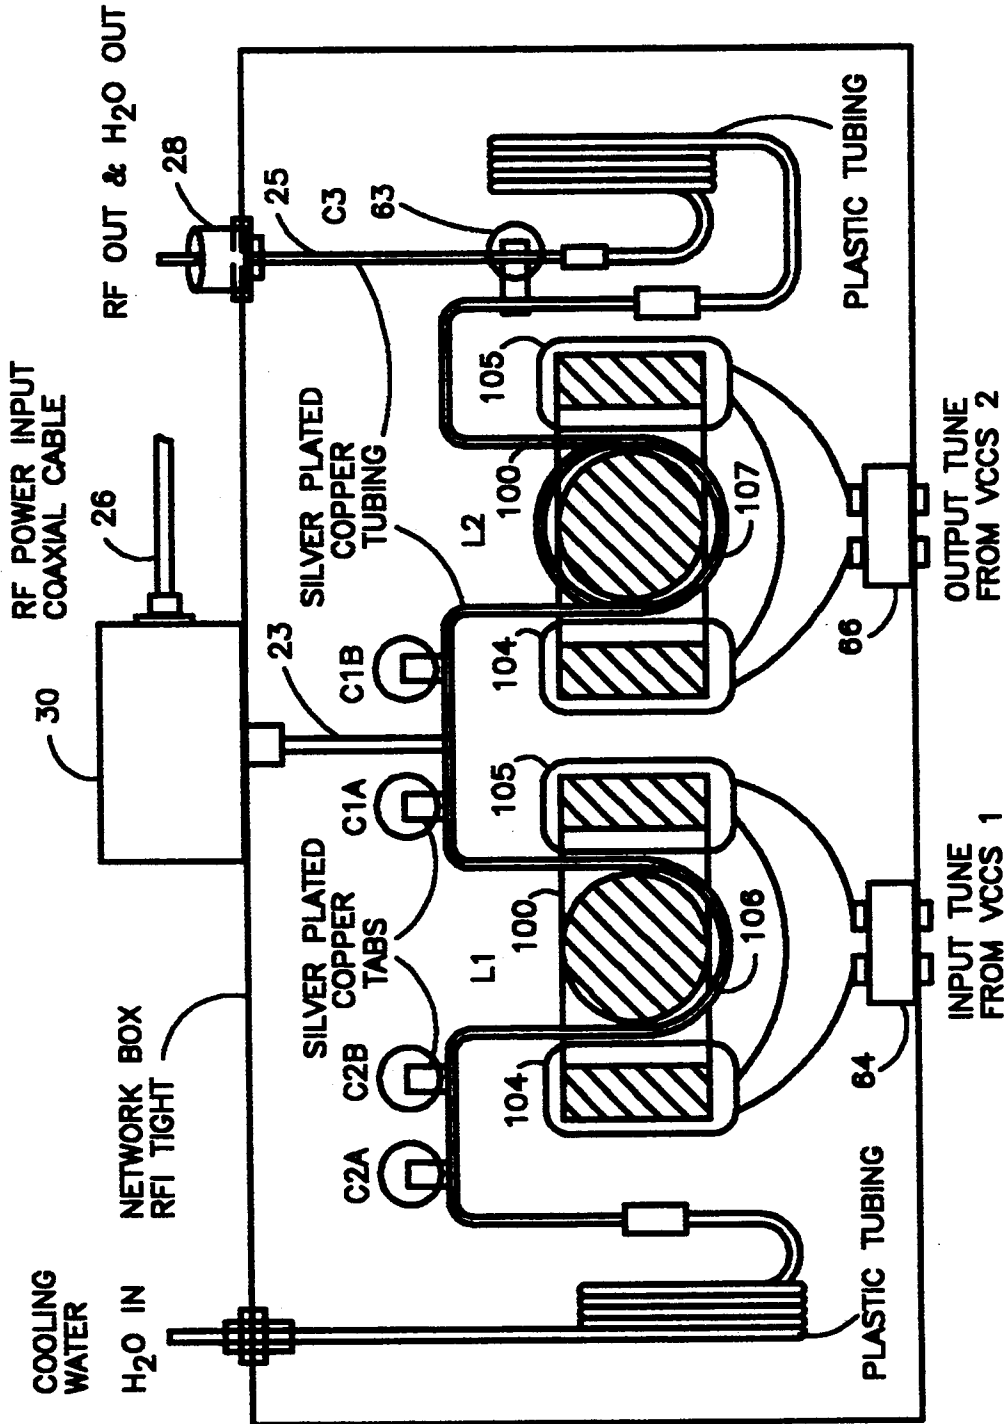 COOLING
WATER
H₂O IN
NETWORK BOX
RFI TIGHT
30
RF POWER INPUT
COAXIAL CABLE
26
RF OUT & H₂O OUT
28
25
C3
63
23
SILVER PLATED
COPPER
TABS
SILVER PLATED
COPPER
TUBING
C2A
C2B
C1A
C1B
L1
L2
104
100
105
104
100
105
106
107
PLASTIC TUBING
PLASTIC TUBING
64
66
INPUT TUNE
FROM VCCS 1
OUTPUT TUNE
FROM VCCS 2